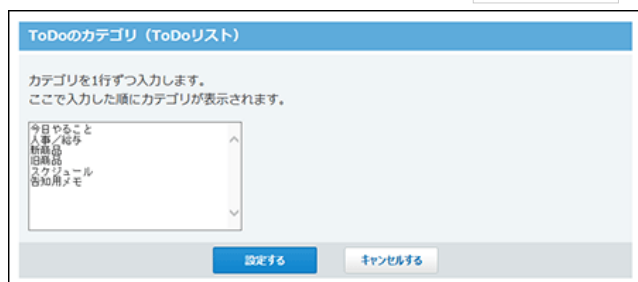 ToDoのカテゴリ（ToDoリスト）
カテゴリを1行ずつ入力します。
ここで入力した順にカテゴリが表示されます。
今日やること
人事／給与
新商品
旧商品
スケジュール
告知用メモ
設定する
キャンセルする